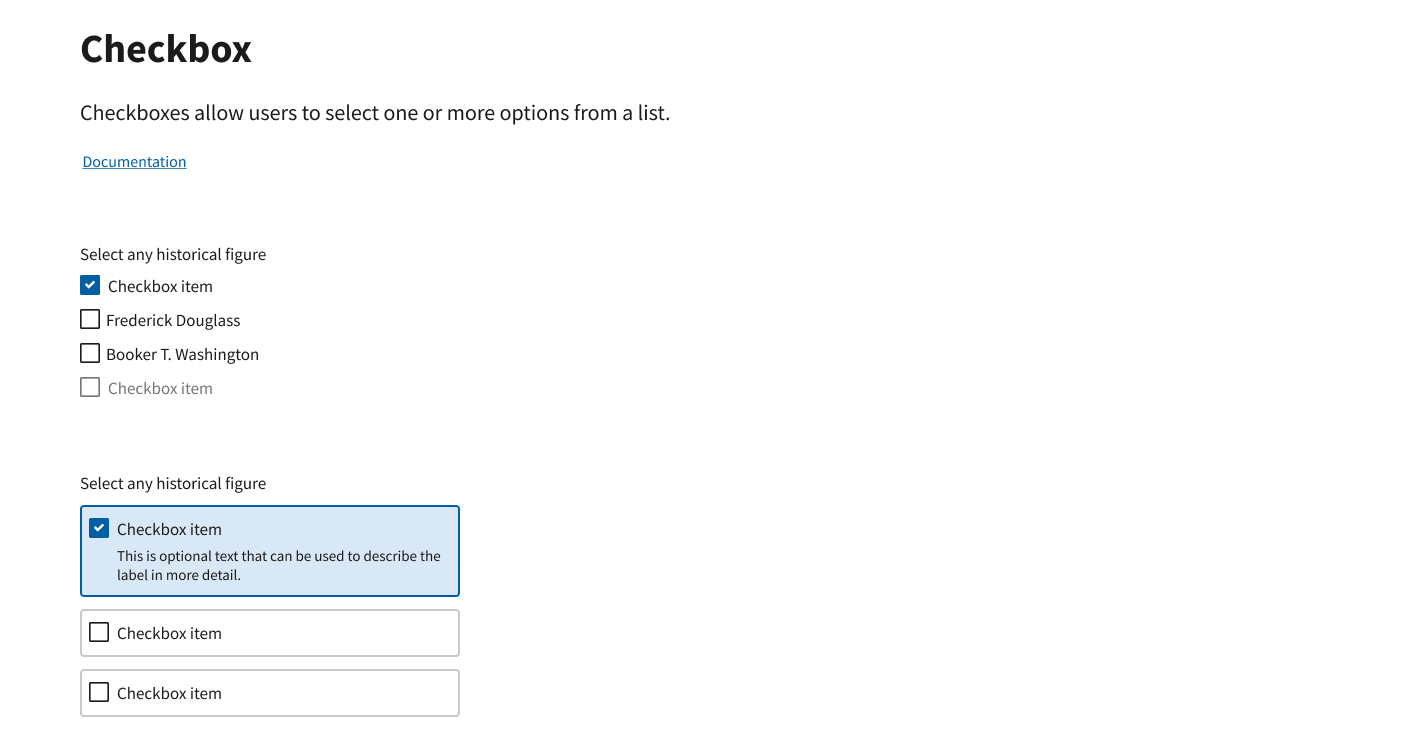 Checkbox
Checkboxes allow users to select one or more options from a list.
Documentation
Select any historical figure
Checkbox item
Frederick Douglass
Booker T. Washington
Checkbox item
Select any historical figure
Checkbox item
This is optional text that can be used to describe the
label in more detail.
Checkbox item
Checkbox item